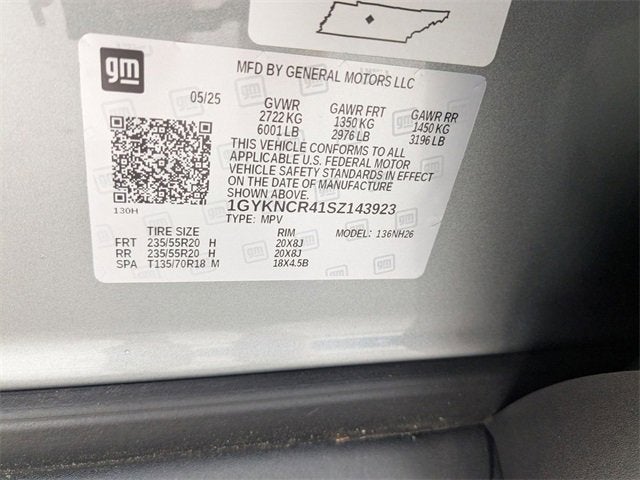 gm
MFD BY GENERAL MOTORS LLC
05/25 GVWR GAWR FRT GAWR RR
2722 KG 1350 KG 1450 KG
6001 LB 2976 LB 3196 LB
THIS VEHICLE CONFORMS TO ALL
APPLICABLE U.S. FEDERAL MOTOR
VEHICLE SAFETY STANDARDS IN EFFECT
ON THE DATE OF MANUFACTURE
SHOWN ABOVE.
1GYKNCR41SZ143923
130H TYPE: MPV
TIRE SIZE RIM MODEL: 136NH26
FRT 235/55R20 H 20X8J
RR 235/55R20 H 20X8J
SPA T135/70R18 M 18X4.5B